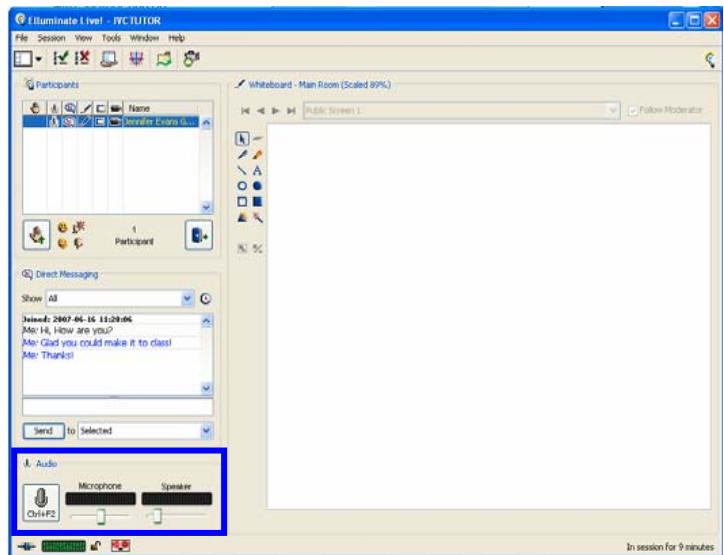 Elluminate Live! - IVCTUTOR
File Session View Tools Window Help
Participants
Name
Jennifer Evans G...
1
Participant
Direct Messaging
Show All
Joined: 2007-06-16 11:20:06
Me: Hi, How are you?
Me: Glad you could make it to class!
Me: Thanks!
Send to Selected
Audio
Microphone Speaker
Ctrl+F2
Whiteboard - Main Room (Scaled 89%)
Public Screen 1 Follow Moderator
A
In session for 9 minutes